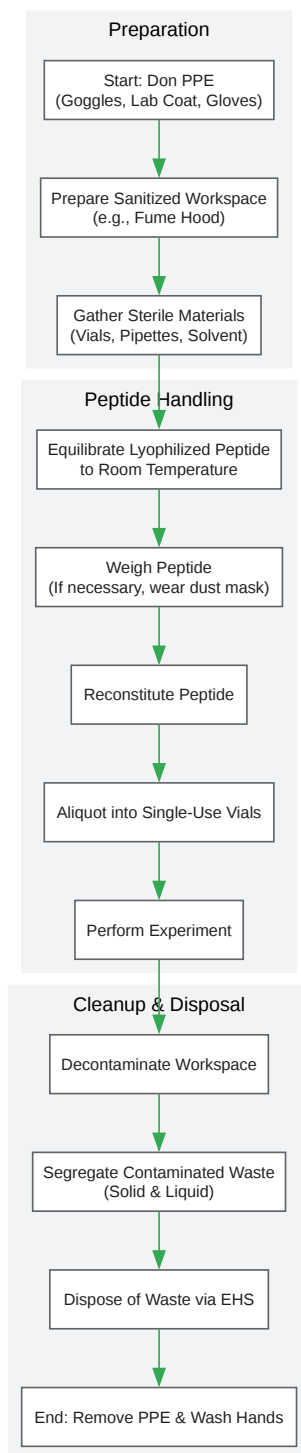 Preparation
Start: Don PPE
(Goggles, Lab Coat, Gloves)
Prepare Sanitized Workspace
(e.g., Fume Hood)
Gather Sterile Materials
(Vials, Pipettes, Solvent)
Peptide Handling
Equilibrate Lyophilized Peptide
to Room Temperature
Weigh Peptide
(If necessary, wear dust mask)
Reconstitute Peptide
Aliquot into Single-Use Vials
Perform Experiment
Cleanup & Disposal
Decontaminate Workspace
Segregate Contaminated Waste
(Solid & Liquid)
Dispose of Waste via EHS
End: Remove PPE & Wash Hands